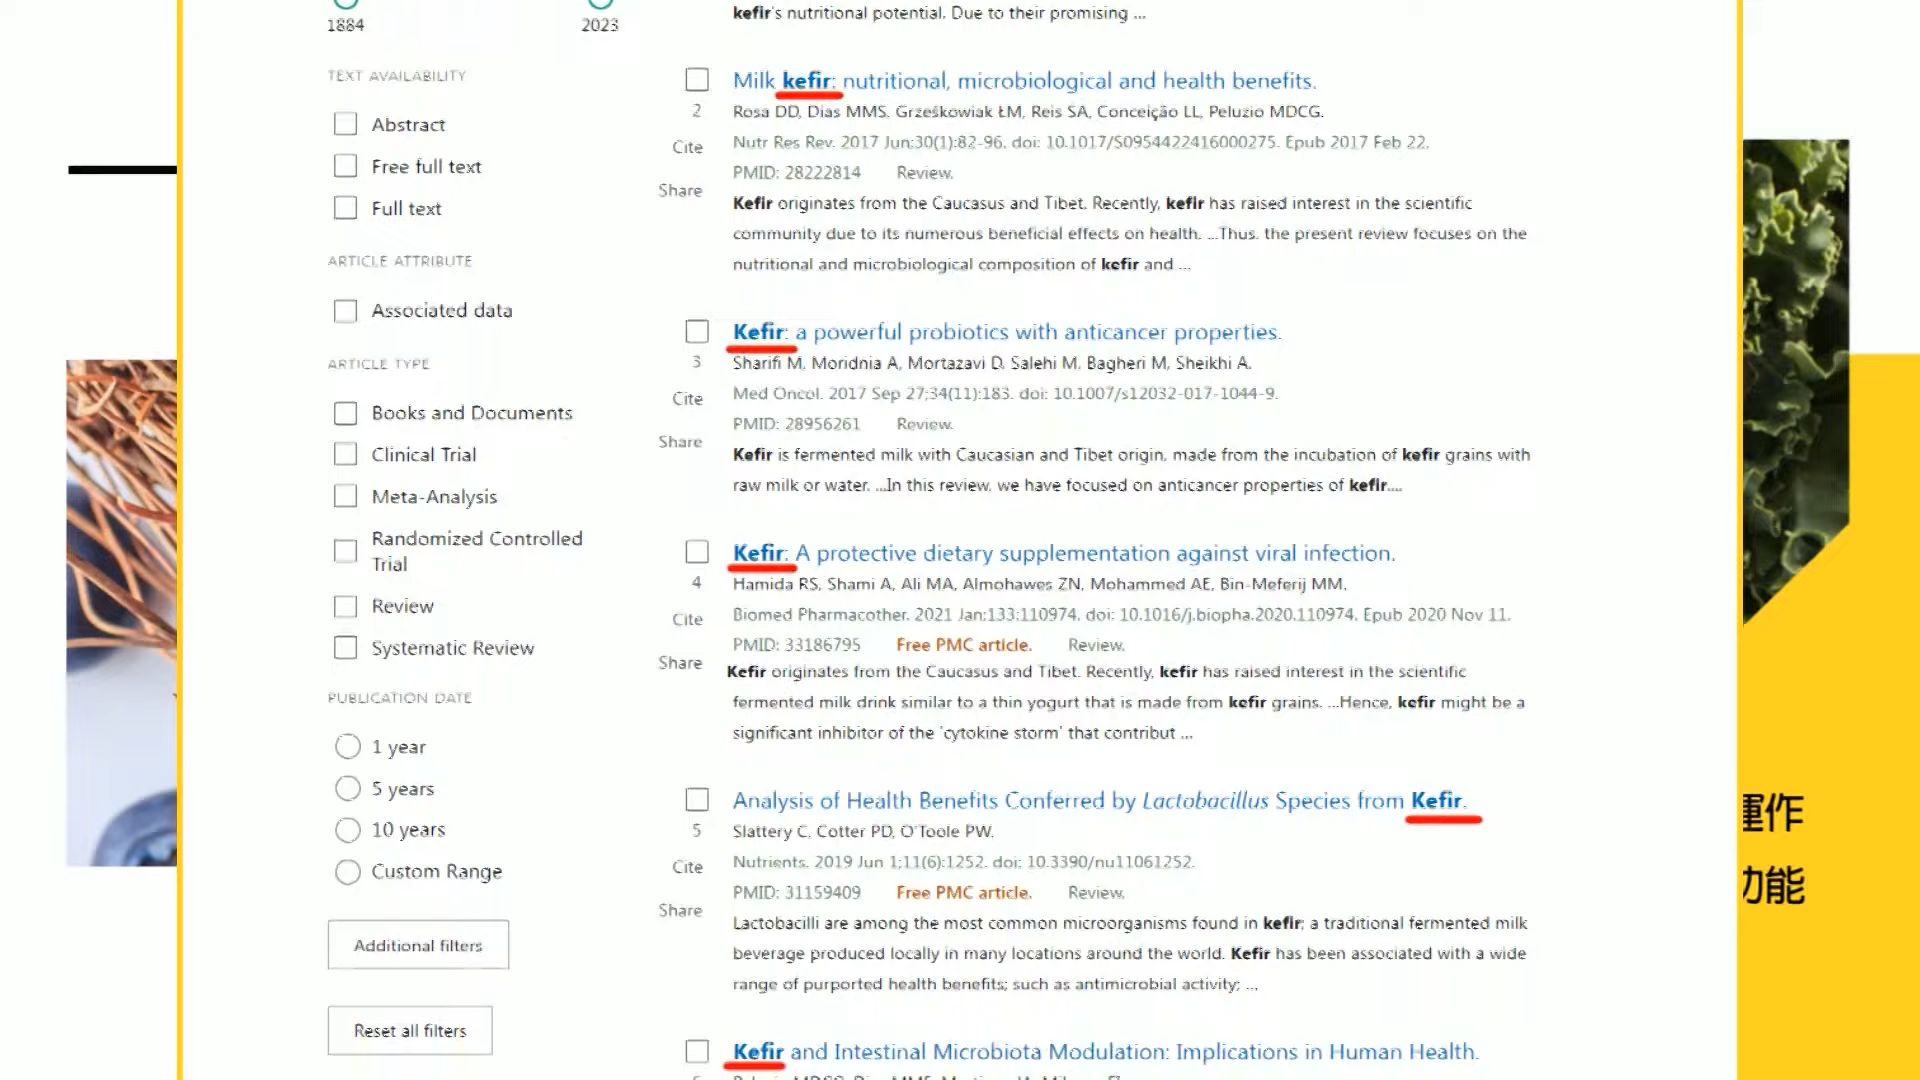 1884
2023
TEXT AVAILABILITY
Abstract
Free full text
Full text
ARTICLE ATTRIBUTE
Associated data
ARTICLE TYPE
Books and Documents
Clinical Trial
Meta-Analysis
Randomized Controlled
Trial
Review
Systematic Review
PUBLICATION DATE
1 year
5 years
10 years
Custom Range
Additional filters
Reset all filters
kefir's nutritional potential. Due to their promising ...
Milk kefir: nutritional, microbiological and health benefits.
2
Rosa DD, Dias MMS, Grześkowiak ŁM, Reis SA, Conceição LL, Peluzio MDCG.
Cite
Nutr Res Rev. 2017 Jun;30(1):82-96. doi: 10.1017/S0954422416000275. Epub 2017 Feb 22.
PMID: 28222814 Review.
Share
Kefir originates from the Caucasus and Tibet. Recently, kefir has raised interest in the scientific
community due to its numerous beneficial effects on health. ...Thus, the present review focuses on the
nutritional and microbiological composition of kefir and ...
Kefir: a powerful probiotics with anticancer properties.
3
Sharifi M, Moridnia A, Mortazavi D, Salehi M, Bagheri M, Sheikhi A.
Cite
Med Oncol. 2017 Sep 27;34(11):183. doi: 10.1007/s12032-017-1044-9.
PMID: 28956261 Review.
Share
Kefir is fermented milk with Caucasian and Tibet origin, made from the incubation of kefir grains with
raw milk or water. ...In this review, we have focused on anticancer properties of kefir....
Kefir: A protective dietary supplementation against viral infection.
4
Hamida RS, Shami A, Ali MA, Almohawes ZN, Mohammed AE, Bin-Meferij MM.
Cite
Biomed Pharmacother. 2021 Jan;133:110974. doi: 10.1016/j.biopha.2020.110974. Epub 2020 Nov 11.
PMID: 33186795 Free PMC article. Review.
Share
Kefir originates from the Caucasus and Tibet. Recently, kefir has raised interest in the scientific
fermented milk drink similar to a thin yogurt that is made from kefir grains. ...Hence, kefir might be a
significant inhibitor of the 'cytokine storm' that contribut ...
Analysis of Health Benefits Conferred by Lactobacillus Species from Kefir.
5
Slattery C, Cotter PD, O'Toole PW.
Cite
Nutrients. 2019 Jun 1;11(6):1252. doi: 10.3390/nu11061252.
PMID: 31159409 Free PMC article. Review.
Share
Lactobacilli are among the most common microorganisms found in kefir; a traditional fermented milk
beverage produced locally in many locations around the world. Kefir has been associated with a wide
range of purported health benefits; such as antimicrobial activity; ...
Kefir and Intestinal Microbiota Modulation: Implications in Human Health.
運作
功能